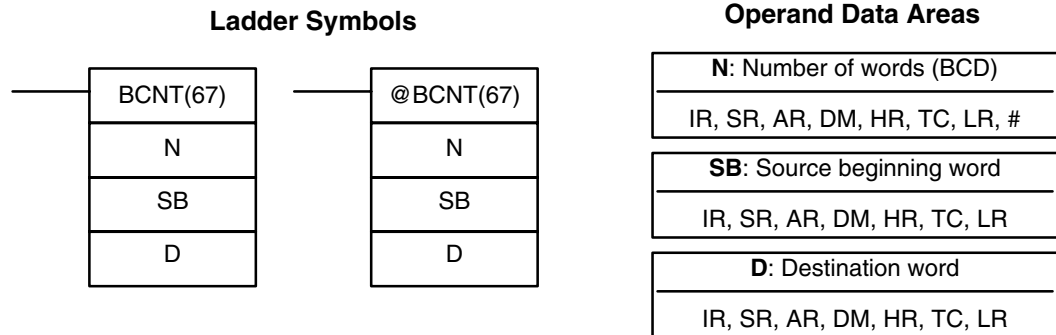 Ladder Symbols
BCNT(67)
N
SB
D
@BCNT(67)
N
SB
D
Operand Data Areas
N: Number of words (BCD)
IR, SR, AR, DM, HR, TC, LR, #
SB: Source beginning word
IR, SR, AR, DM, HR, TC, LR
D: Destination word
IR, SR, AR, DM, HR, TC, LR